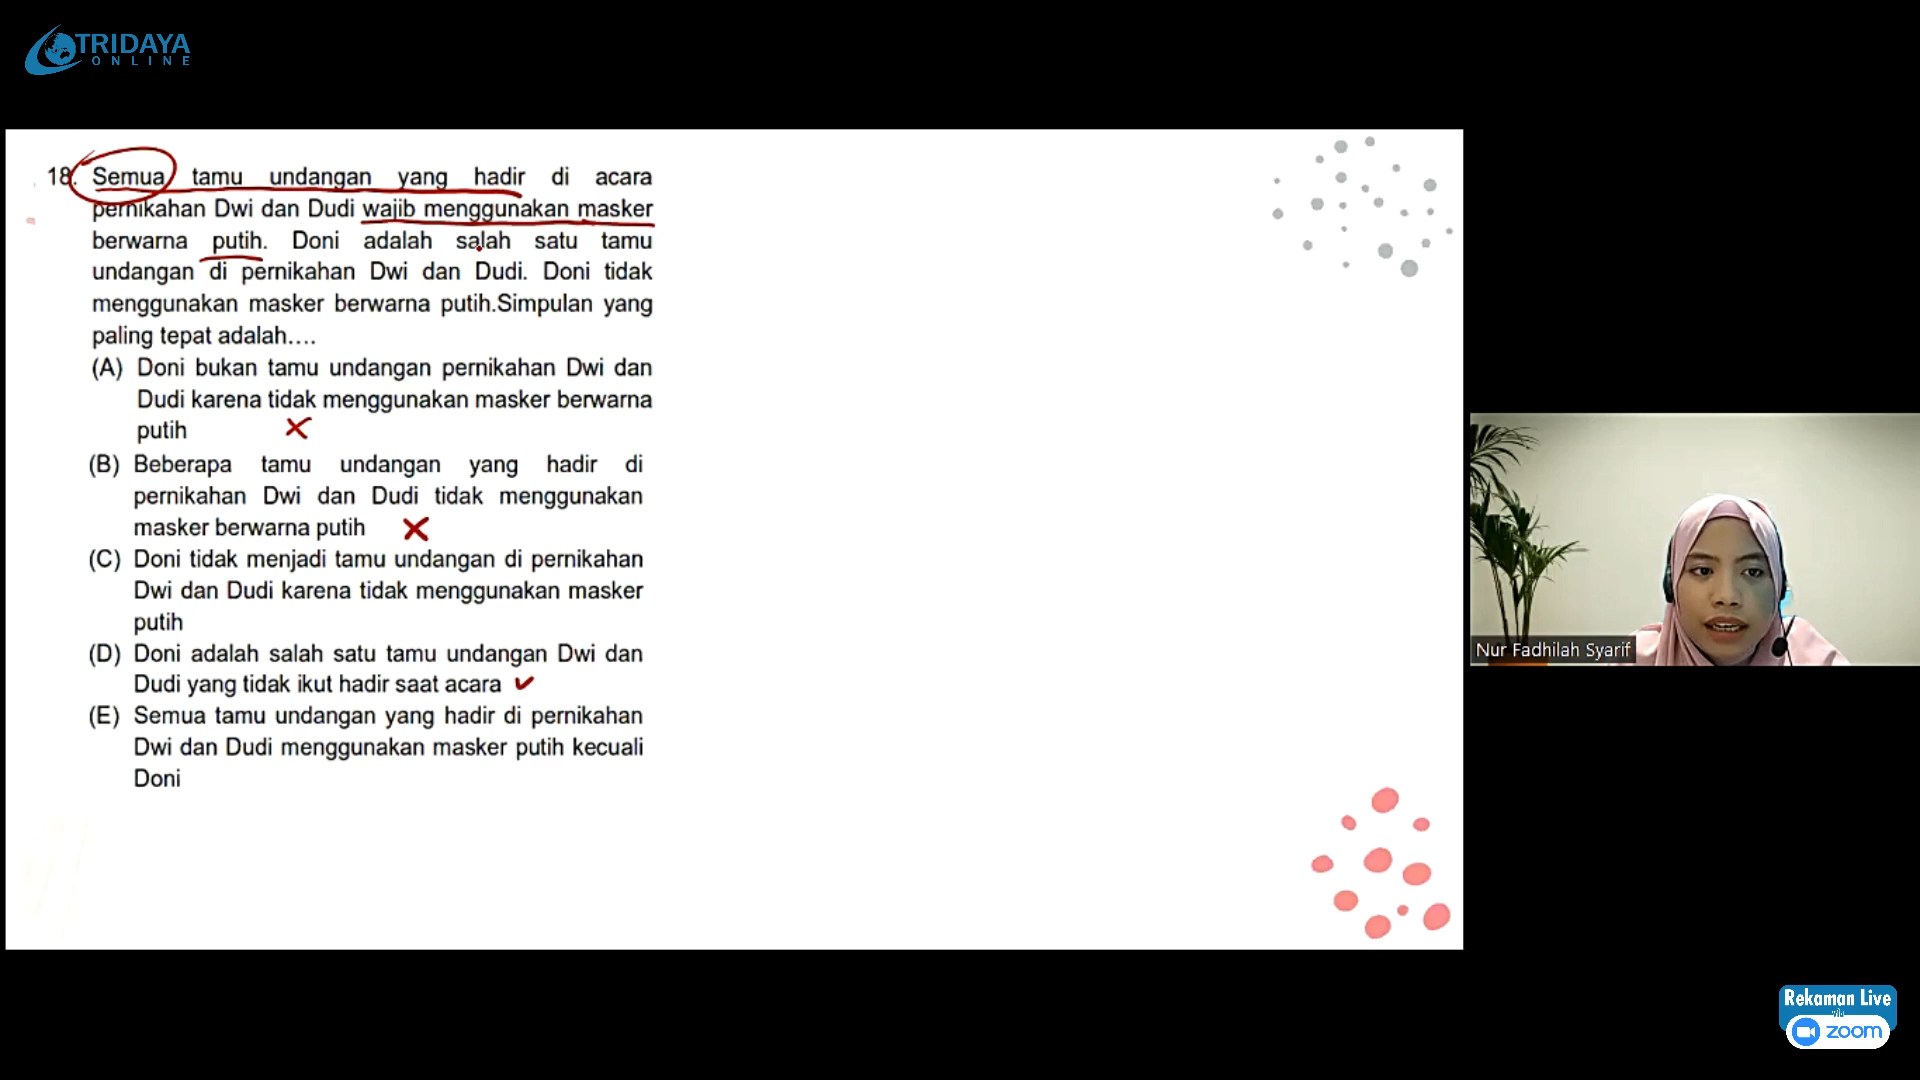 TRIDAYA
ONLINE
18. Semua tamu undangan yang hadir di acara
pernikahan Dwi dan Dudi wajib menggunakan masker
berwarna putih. Doni adalah salah satu tamu
undangan di pernikahan Dwi dan Dudi. Doni tidak
menggunakan masker berwarna putih.Simpulan yang
paling tepat adalah....
(A) Doni bukan tamu undangan pernikahan Dwi dan
Dudi karena tidak menggunakan masker berwarna
putih
(B) Beberapa tamu undangan yang hadir di
pernikahan Dwi dan Dudi tidak menggunakan
masker berwarna putih
(C) Doni tidak menjadi tamu undangan di pernikahan
Dwi dan Dudi karena tidak menggunakan masker
putih
(D) Doni adalah salah satu tamu undangan Dwi dan
Dudi yang tidak ikut hadir saat acara
(E) Semua tamu undangan yang hadir di pernikahan
Dwi dan Dudi menggunakan masker putih kecuali
Doni
Nur Fadhilah Syarif
Rekaman Live
via
zoom